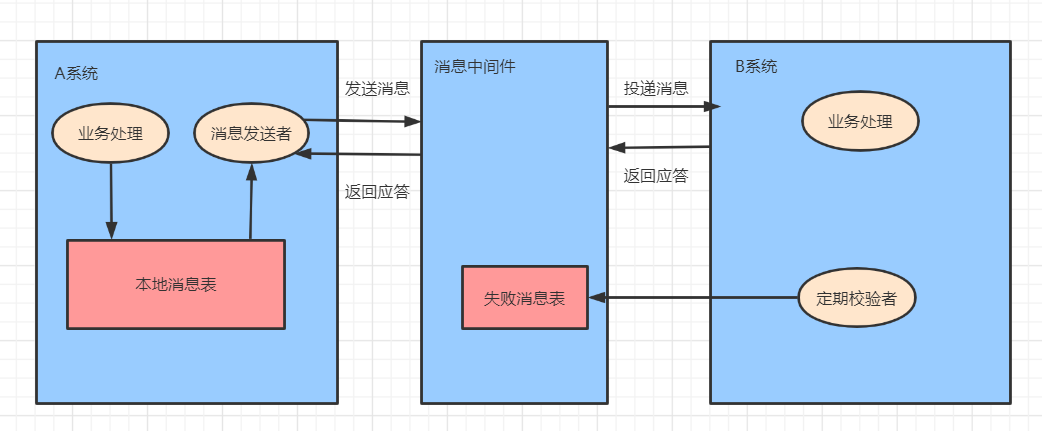 A系统
业务处理
消息发送者
本地消息表
发送消息
返回应答
消息中间件
失败消息表
投递消息
返回应答
B系统
业务处理
定期校验者